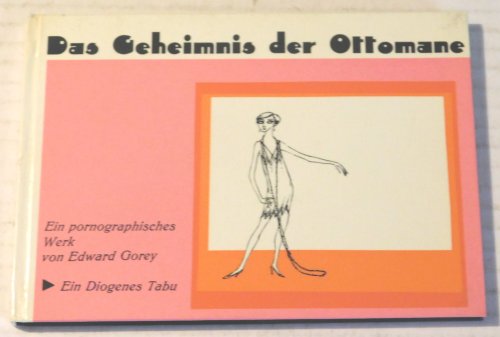 Das Geheimnis der Ottomane
Ein pornographisches
Werk
von Edward Gorey
▶ Ein Diogenes Tabu